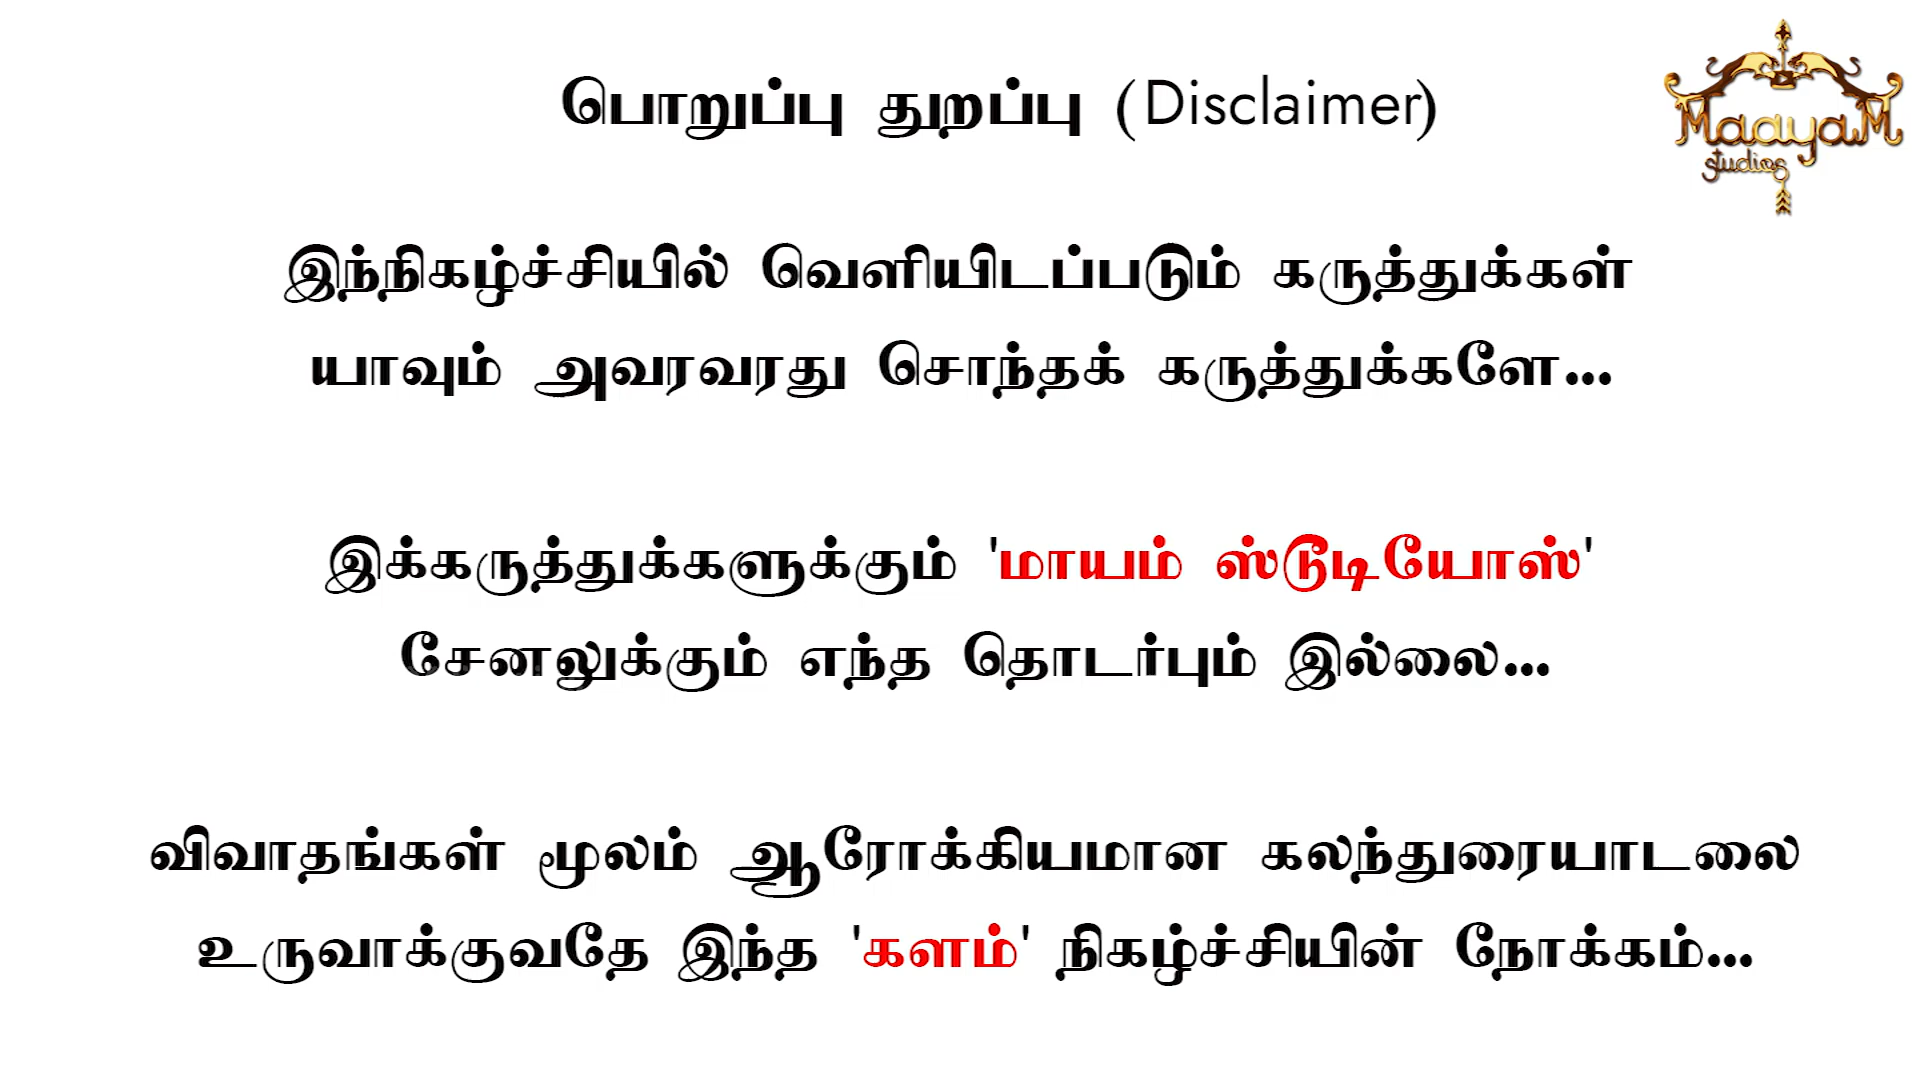 பொறுப்பு துறப்பு (Disclaimer)
Maayam
studios
இந்நிகழ்ச்சியில் வெளியிடப்படும் கருத்துக்கள்
யாவும் அவரவரது சொந்தக் கருத்துக்களே...
இக்கருத்துக்களுக்கும் 'மாயம் ஸ்டூடியோஸ்'
சேனலுக்கும் எந்த தொடர்பும் இல்லை...
விவாதங்கள் மூலம் ஆரோக்கியமான கலந்துரையாடலை
உருவாக்குவதே இந்த 'களம்' நிகழ்ச்சியின் நோக்கம்...